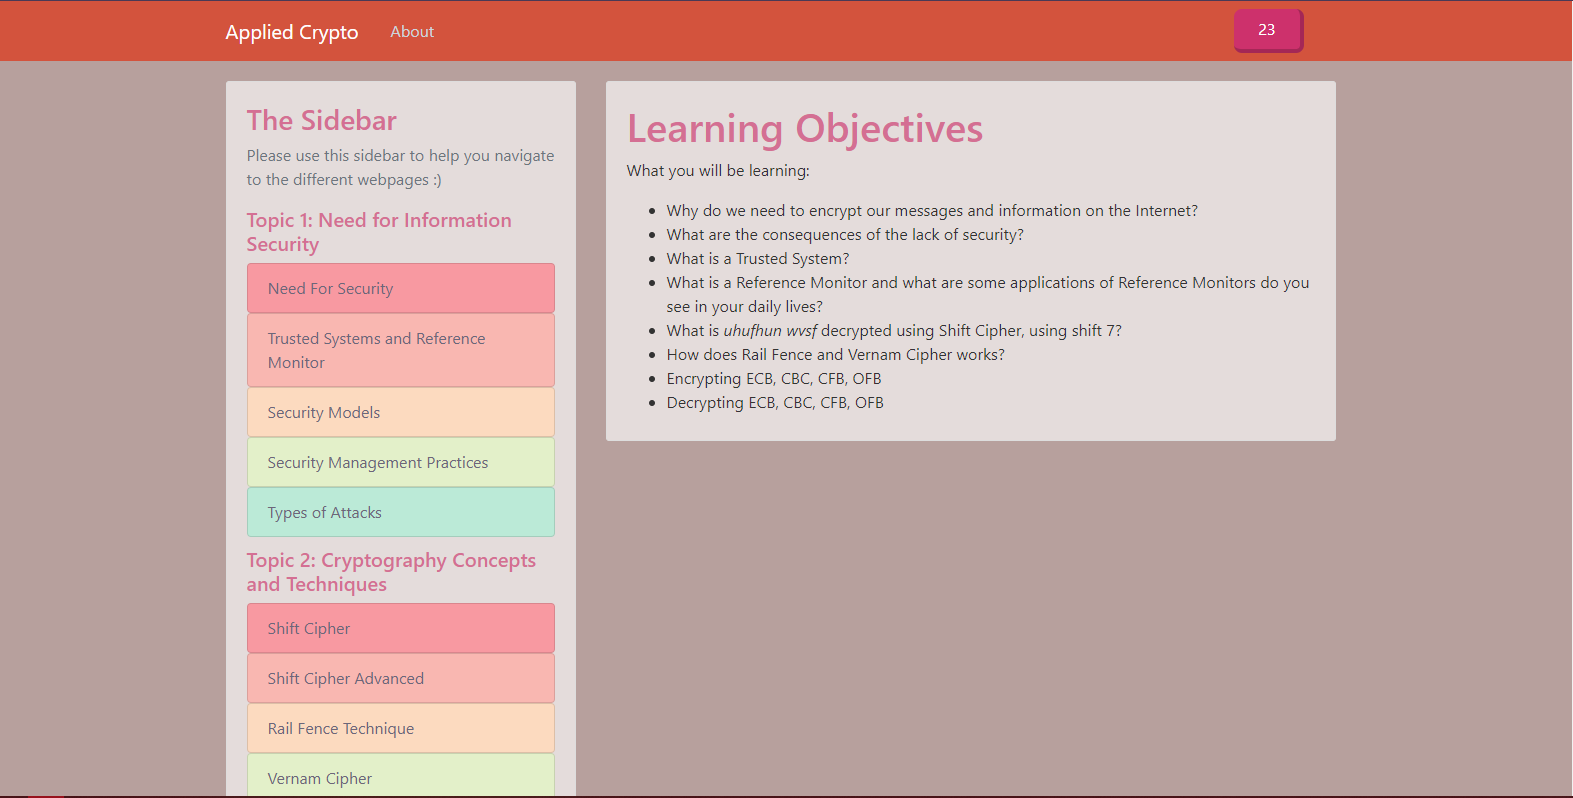 Applied Crypto About 23
The Sidebar
Please use this sidebar to help you navigate
to the different webpages :)
Topic 1: Need for Information
Security
Need For Security
Trusted Systems and Reference
Monitor
Security Models
Security Management Practices
Types of Attacks
Topic 2: Cryptography Concepts
and Techniques
Shift Cipher
Shift Cipher Advanced
Rail Fence Technique
Vernam Cipher
Learning Objectives
What you will be learning:
Why do we need to encrypt our messages and information on the Internet?
What are the consequences of the lack of security?
What is a Trusted System?
What is a Reference Monitor and what are some applications of Reference Monitors do you
see in your daily lives?
What is uhufhun wvsf decrypted using Shift Cipher, using shift 7?
How does Rail Fence and Vernam Cipher works?
Encrypting ECB, CBC, CFB, OFB
Decrypting ECB, CBC, CFB, OFB